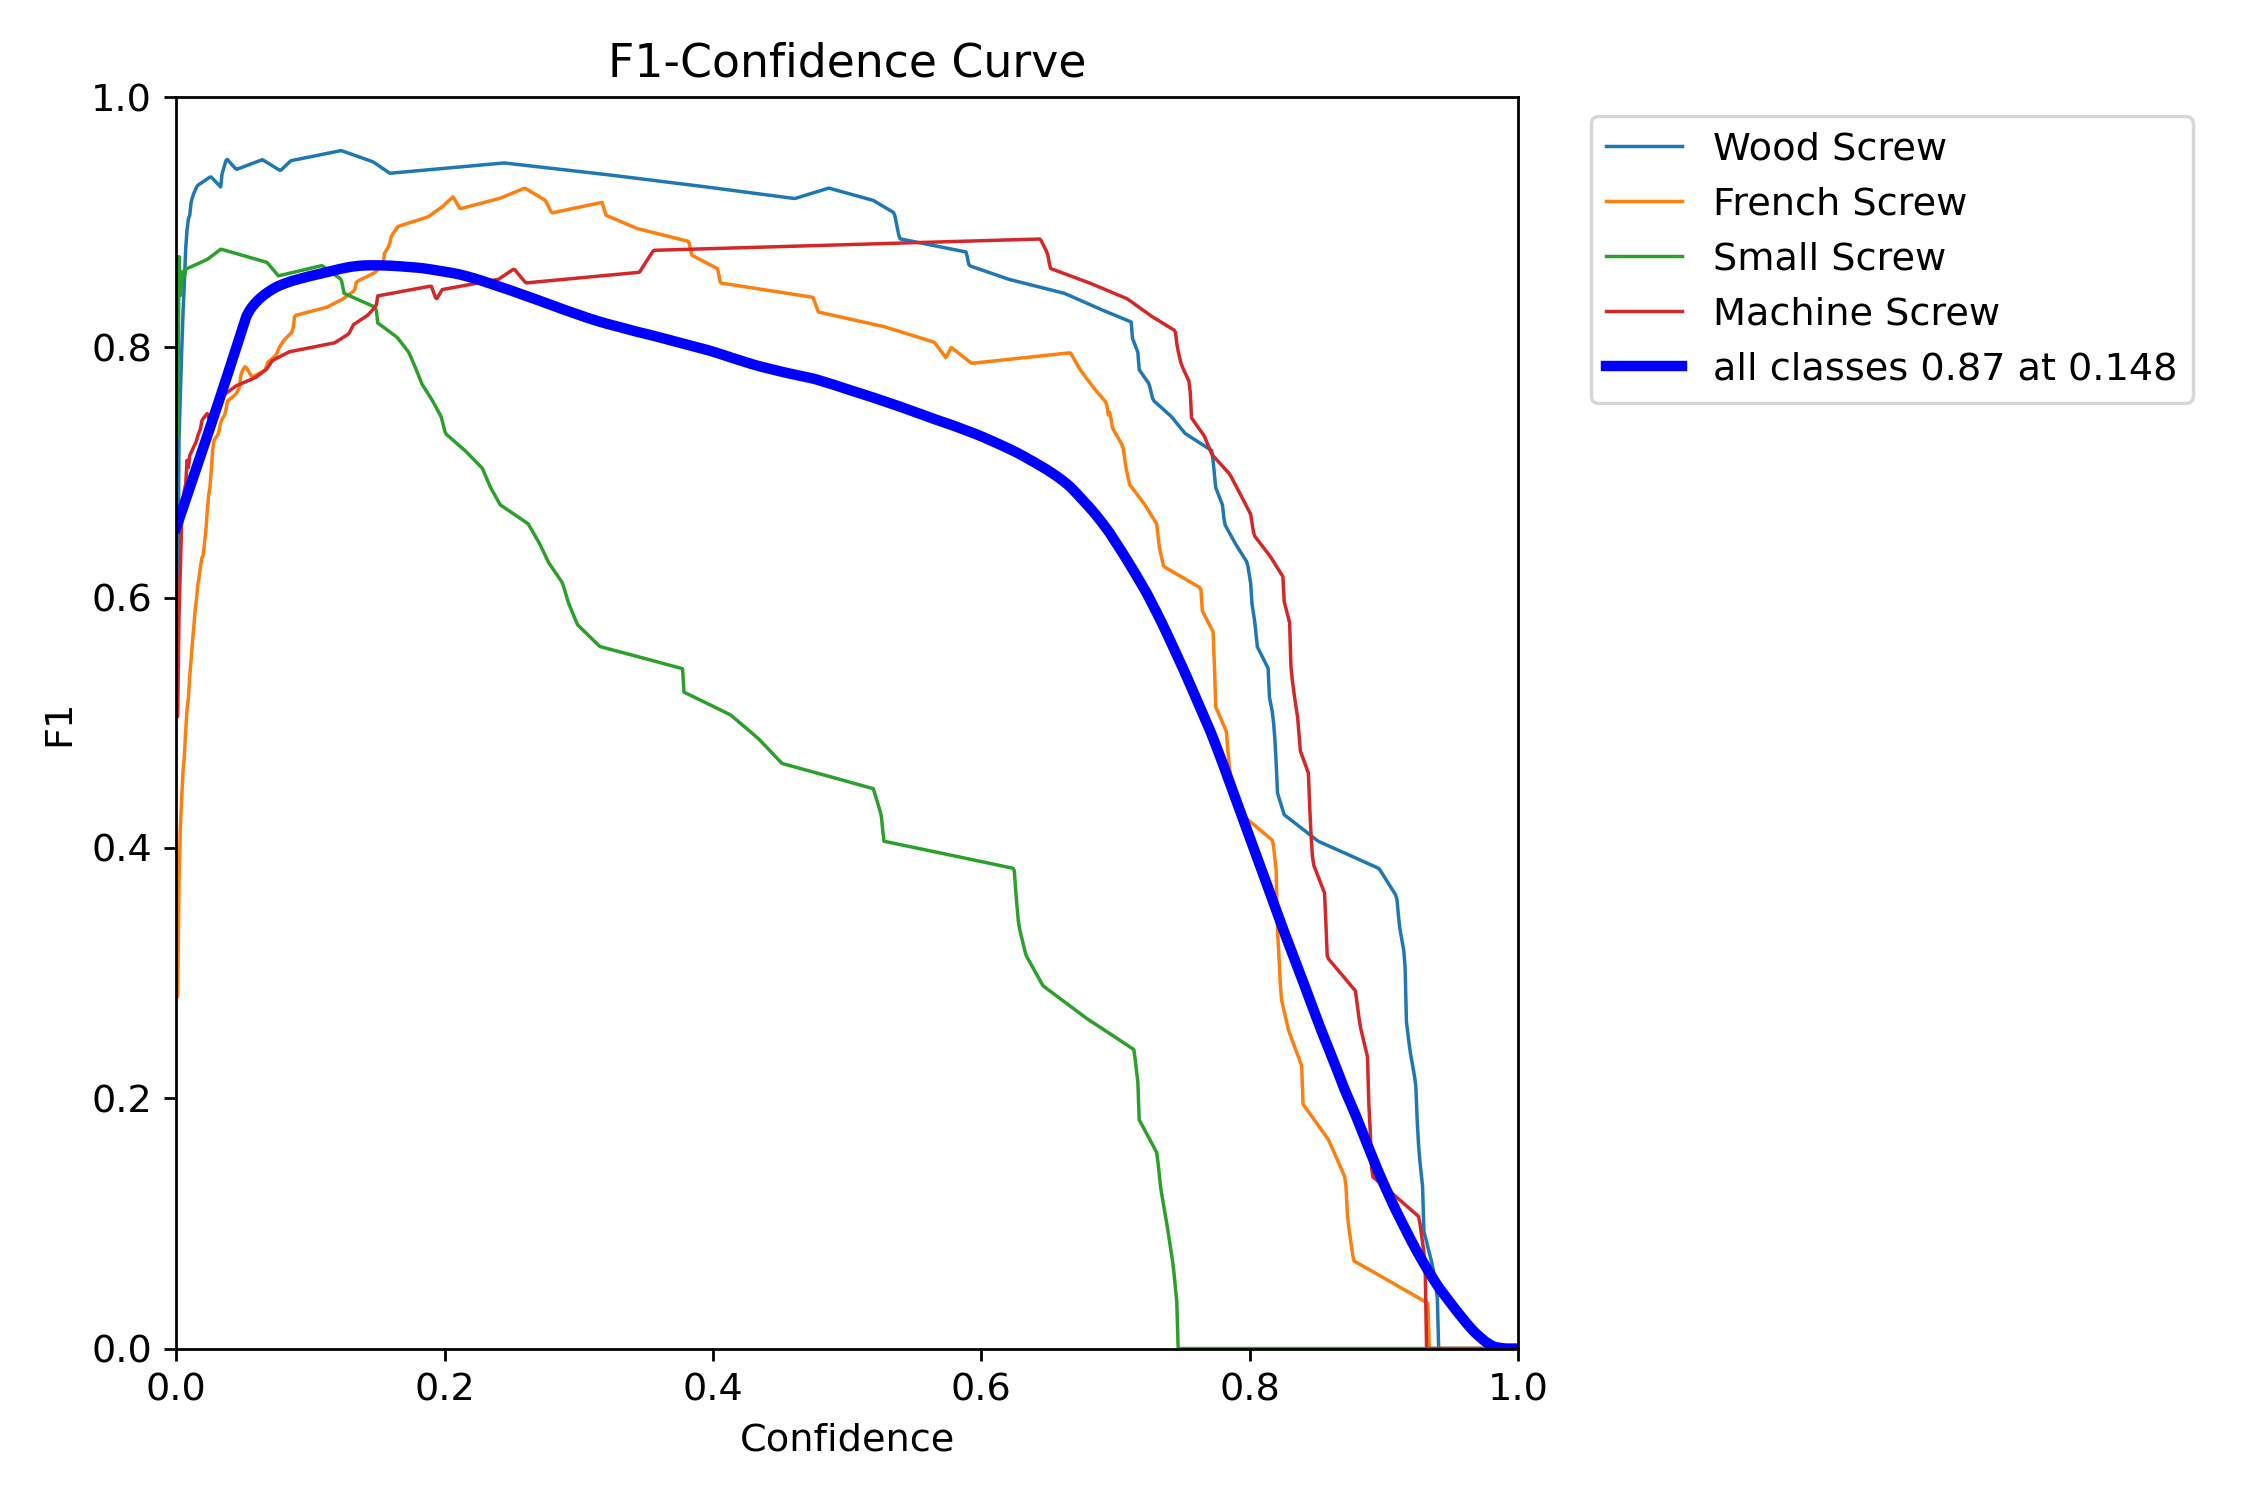 F1-Confidence Curve
1.0
0.8
0.6
0.4
0.2
0.0
F1
0.0 0.2 0.4 0.6 0.8 1.0
Confidence
Wood Screw
French Screw
Small Screw
Machine Screw
all classes 0.87 at 0.148